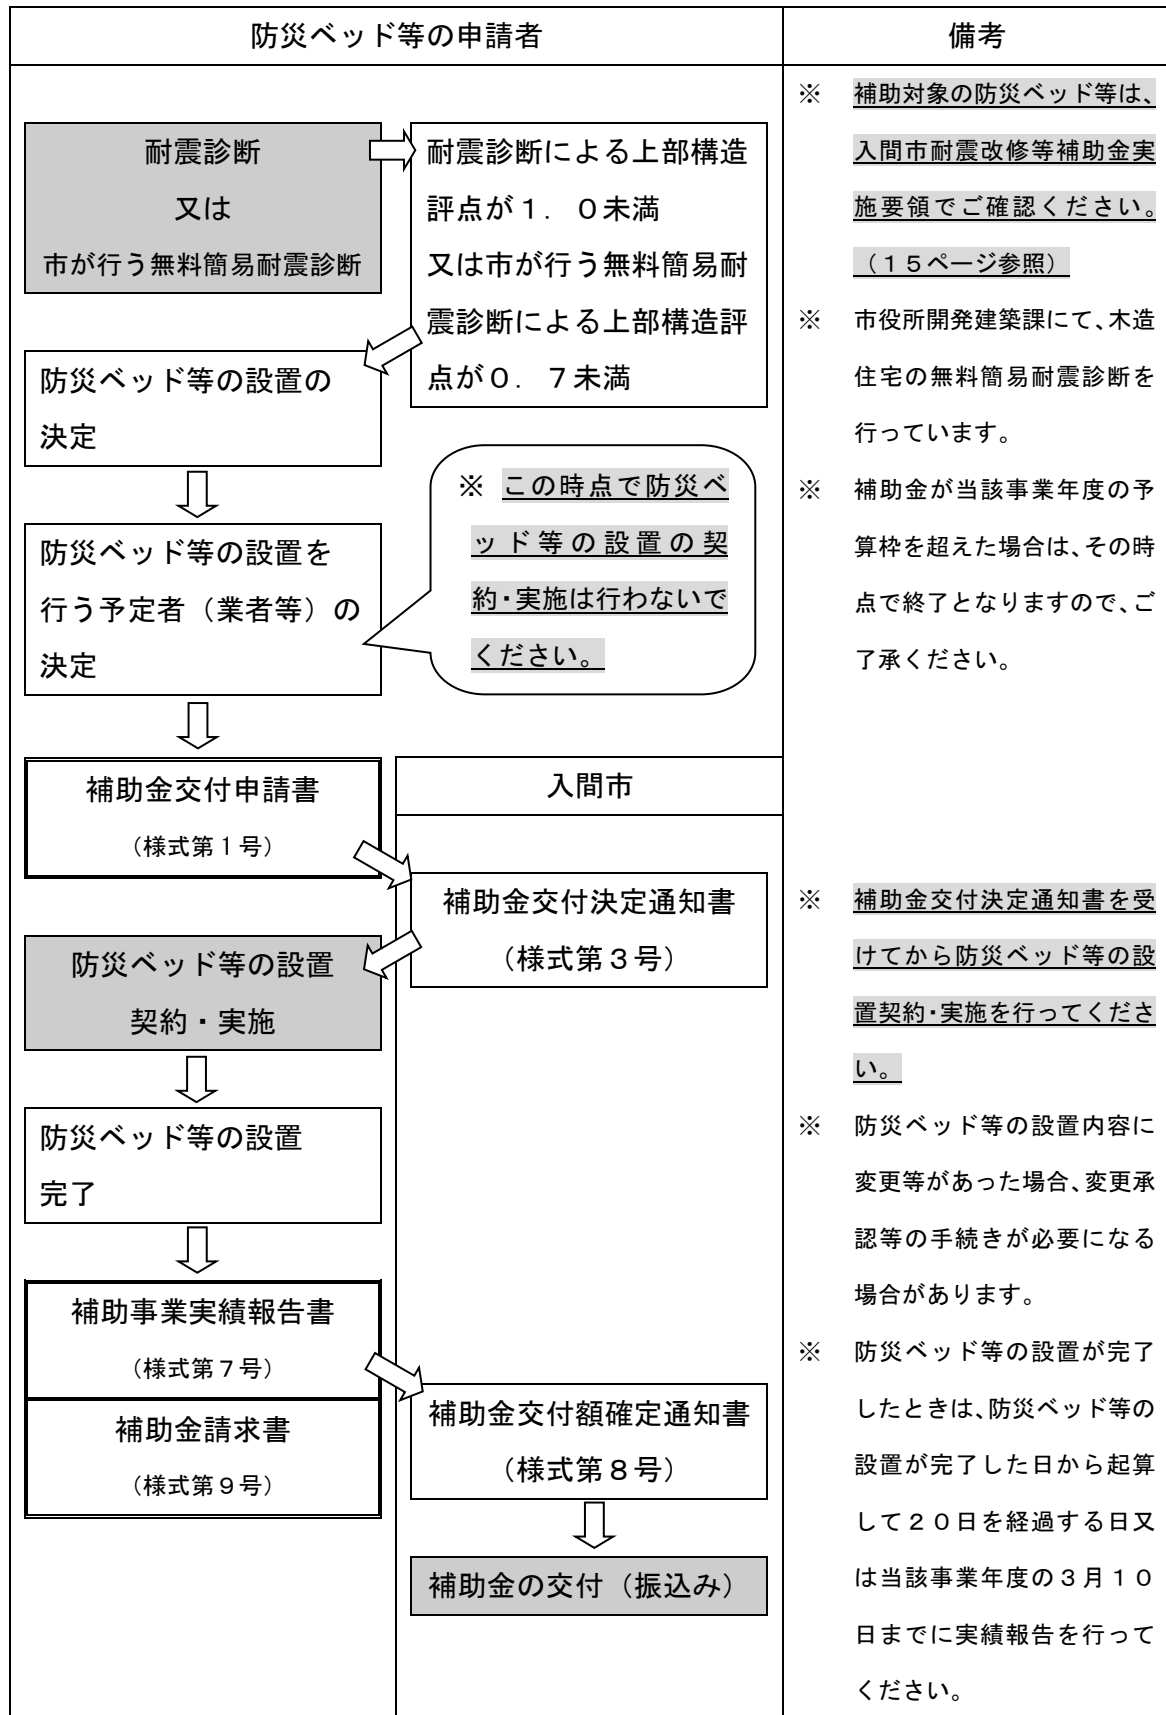 防災ベッド等の申請者
備考
耐震診断
又は
市が行う無料簡易耐震診断
耐震診断による上部構造
評点が１．０未満
又は市が行う無料簡易耐
震診断による上部構造評
点が０．７未満
防災ベッド等の設置の
決定
防災ベッド等の設置を
行う予定者（業者等）の
決定
※ この時点で防災ベ
ッド等の設置の契
約・実施は行わないで
ください。
補助金交付申請書
（様式第１号）
入間市
補助金交付決定通知書
（様式第３号）
防災ベッド等の設置
契約・実施
防災ベッド等の設置
完了
補助事業実績報告書
（様式第７号）
補助金請求書
（様式第９号）
補助金交付額確定通知書
（様式第８号）
補助金の交付（振込み）
※ 補助対象の防災ベッド等は、
入間市耐震改修等補助金実
施要領でご確認ください。
（１５ページ参照）
※ 市役所開発建築課にて、木造
住宅の無料簡易耐震診断を
行っています。
※ 補助金が当該事業年度の予
算枠を超えた場合は、その時
点で終了となりますので、ご
了承ください。
※ 補助金交付決定通知書を受
けてから防災ベッド等の設
置契約・実施を行ってくださ
い。
※ 防災ベッド等の設置内容に
変更等があった場合、変更承
認等の手続きが必要になる
場合があります。
※ 防災ベッド等の設置が完了
したときは、防災ベッド等の
設置が完了した日から起算
して２０日を経過する日又
は当該事業年度の３月１０
日までに実績報告を行って
ください。